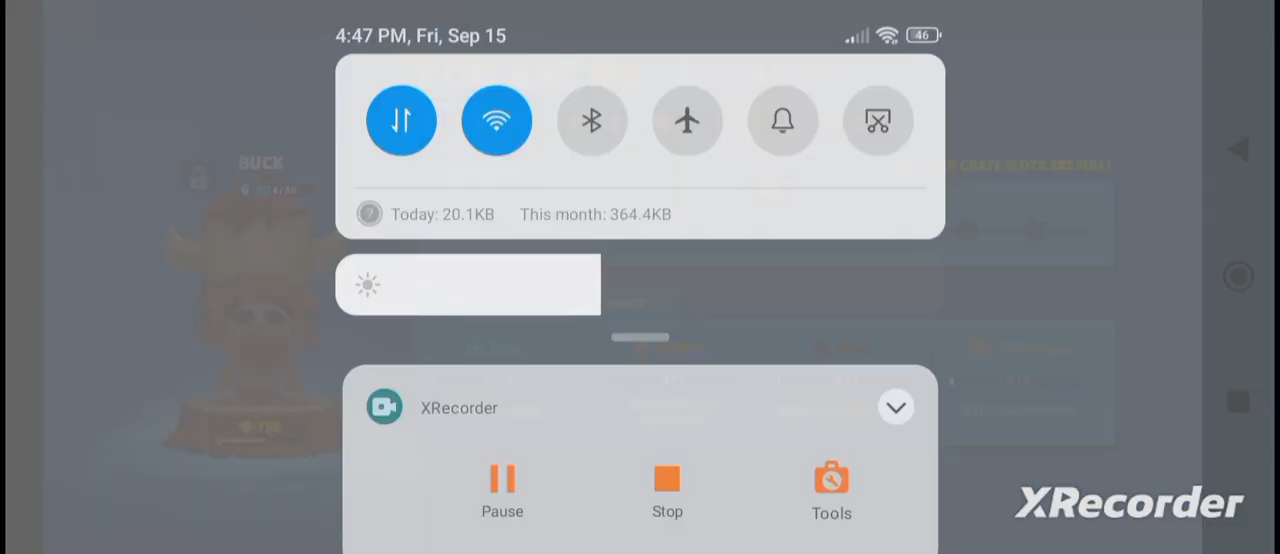 4:47 PM, Fri, Sep 15
46
BUCK
Today: 20.1KB This month: 364.4KB
XRecorder
Pause Stop Tools
XRecorder